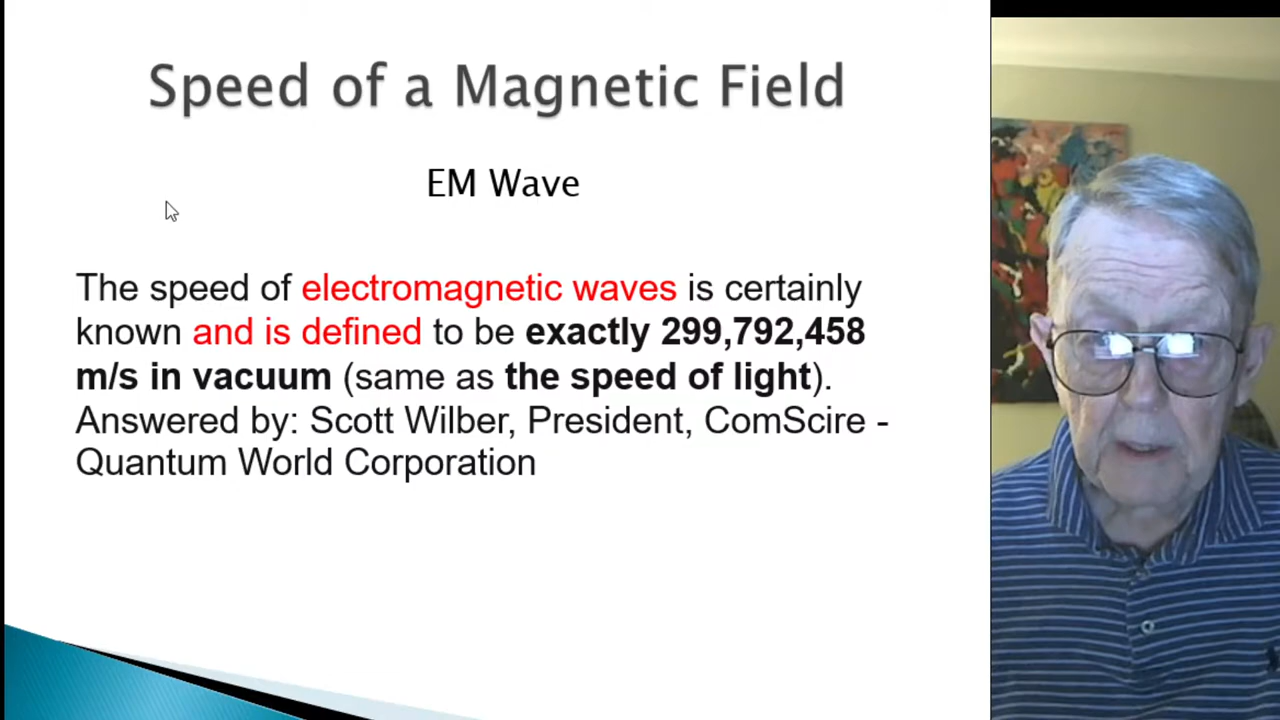 Speed of a Magnetic Field
EM Wave
The speed of electromagnetic waves is certainly
known and is defined to be exactly 299,792,458
m/s in vacuum (same as the speed of light).
Answered by: Scott Wilber, President, ComScire -
Quantum World Corporation